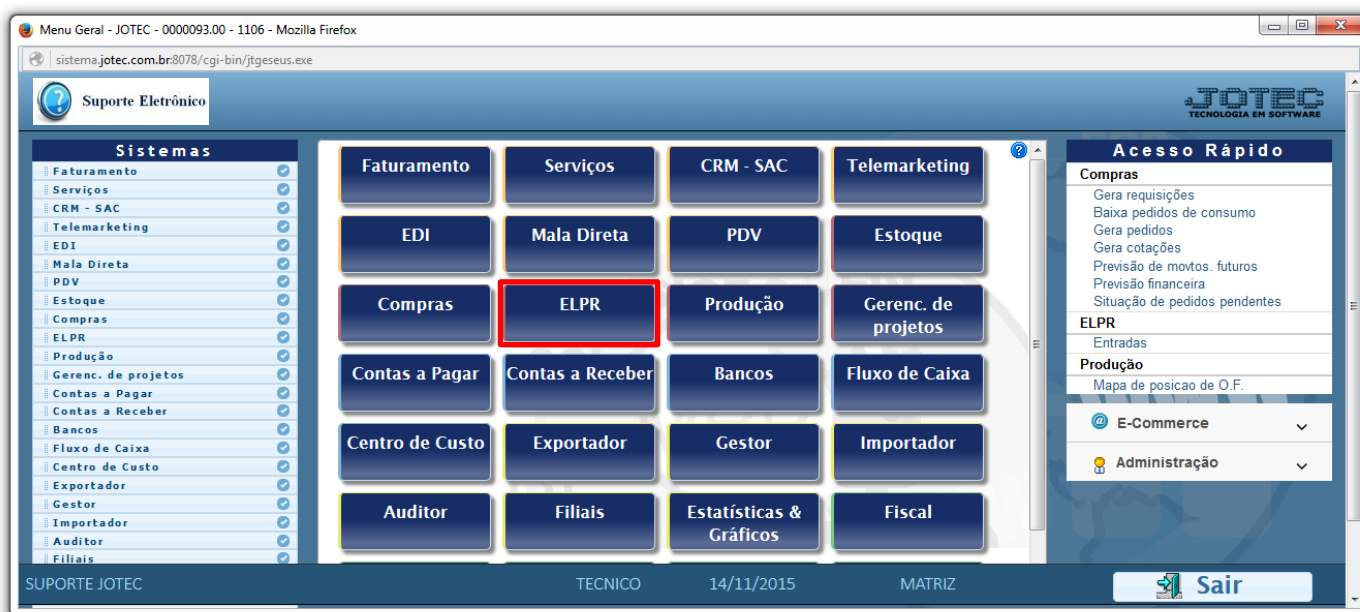 Menu Geral - JOTEC - 0000093.00 - 1106 - Mozilla Firefox
sistema.jotec.com.br:8078/cgi-bin/jtgeseus.exe
Suporte Eletrônico
JOTEC
TECNOLOGIA EM SOFTWARE
Sistemas
Faturamento
Serviços
CRM - SAC
Telemarketing
EDI
Mala Direta
PDV
Estoque
Compras
ELPR
Produção
Gerenc. de projetos
Contas a Pagar
Contas a Receber
Bancos
Fluxo de Caixa
Centro de Custo
Exportador
Gestor
Importador
Auditor
Filiais
Faturamento
Serviços
CRM - SAC
Telemarketing
EDI
Mala Direta
PDV
Estoque
Compras
ELPR
Produção
Gerenc. de
projetos
Contas a Pagar
Contas a Receber
Bancos
Fluxo de Caixa
Centro de Custo
Exportador
Gestor
Importador
Auditor
Filiais
Estatísticas &
Gráficos
Fiscal
Acesso Rápido
Compras
Gera requisições
Baixa pedidos de consumo
Gera pedidos
Gera cotações
Previsão de movtos. futuros
Previsão financeira
Situação de pedidos pendentes
ELPR
Entradas
Produção
Mapa de posicao de O.F.
E-Commerce
Administração
SUPORTE JOTEC
TECNICO
14/11/2015
MATRIZ
Sair